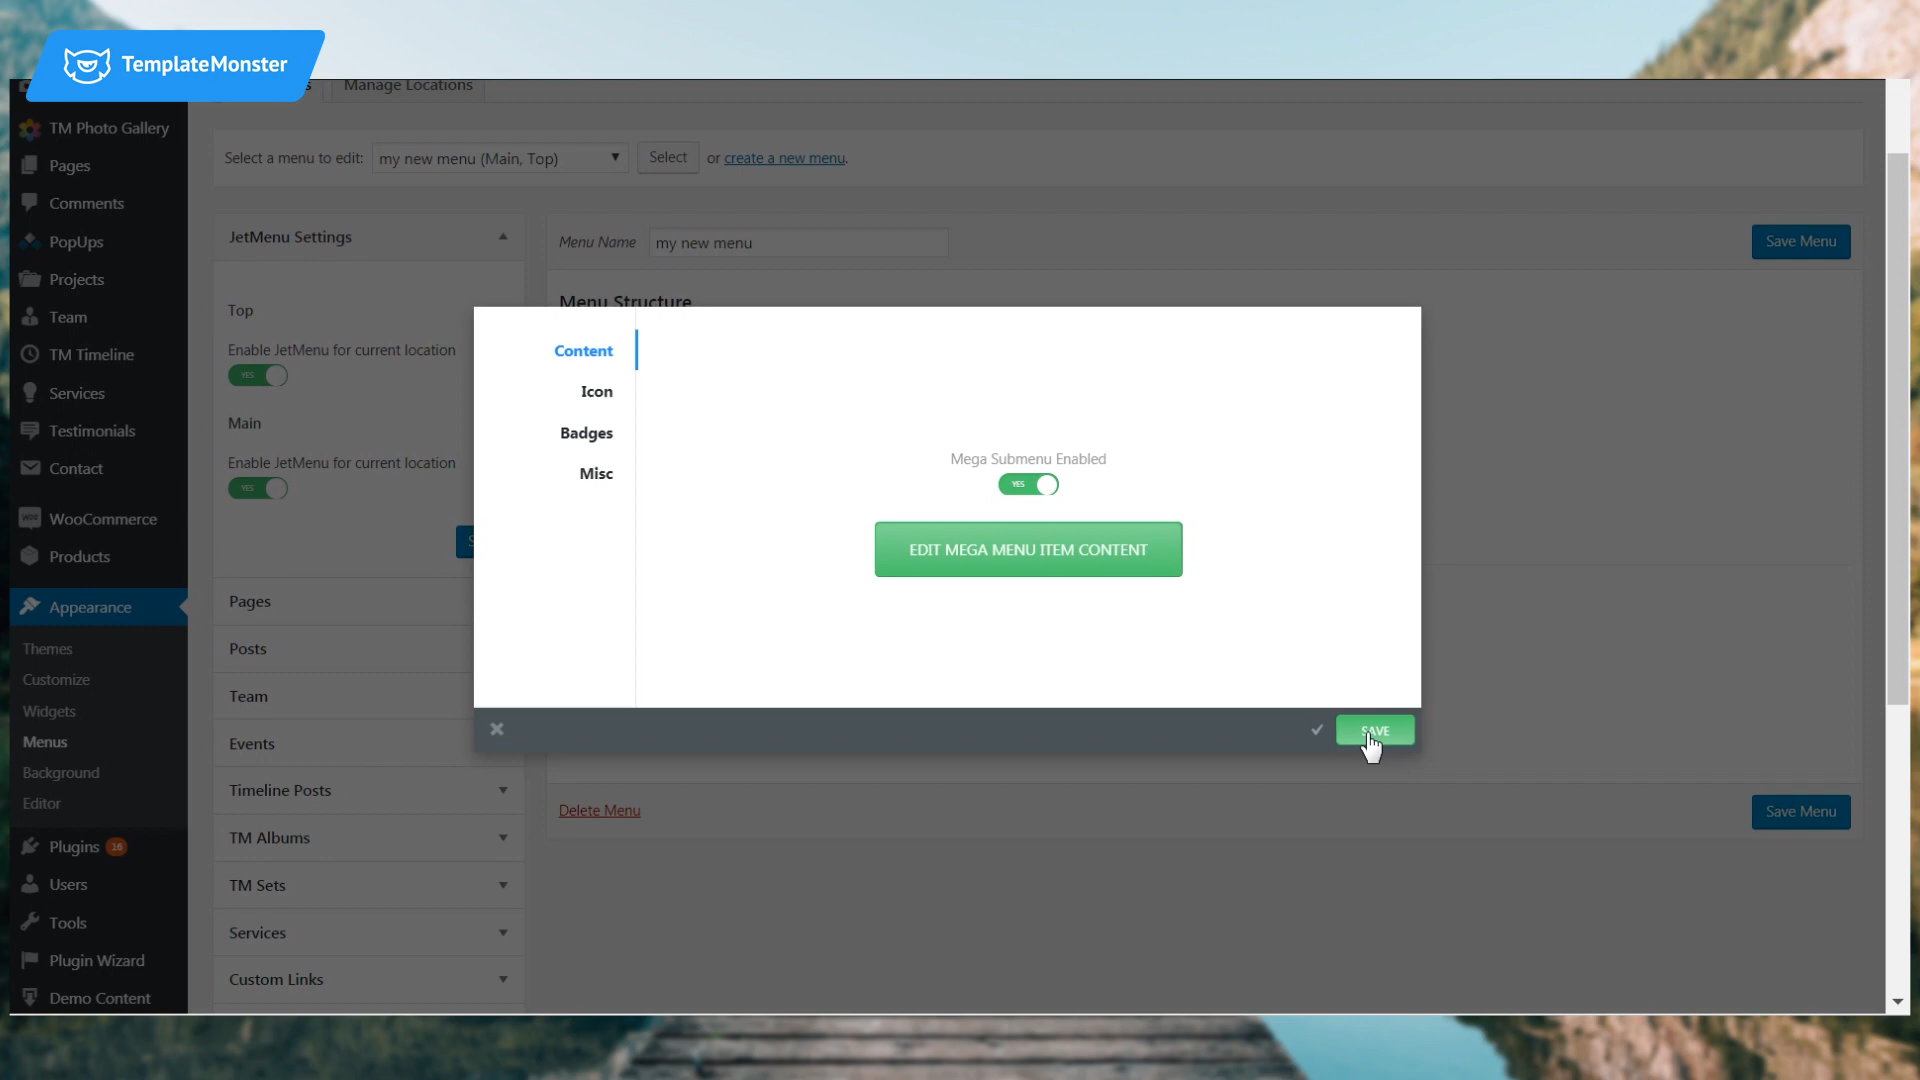 TemplateMonster
Manage Locations
TM Photo Gallery
Pages
Comments
PopUps
Projects
Team
TM Timeline
Services
Testimonials
Contact
WooCommerce
Products
Appearance
Themes
Customize
Widgets
Menus
Background
Editor
Plugins 16
Users
Tools
Plugin Wizard
Demo Content
Select a menu to edit: my new menu (Main, Top) Select or create a new menu.
JetMenu Settings
Top
Enable JetMenu for current location
YES
Main
Enable JetMenu for current location
YES
Pages
Posts
Team
Events
Timeline Posts
TM Albums
TM Sets
Services
Custom Links
Menu Name my new menu Save Menu
Menu Structure
Content
Icon
Badges
Misc
Mega Submenu Enabled
YES
EDIT MEGA MENU ITEM CONTENT
SAVE
Delete Menu Save Menu